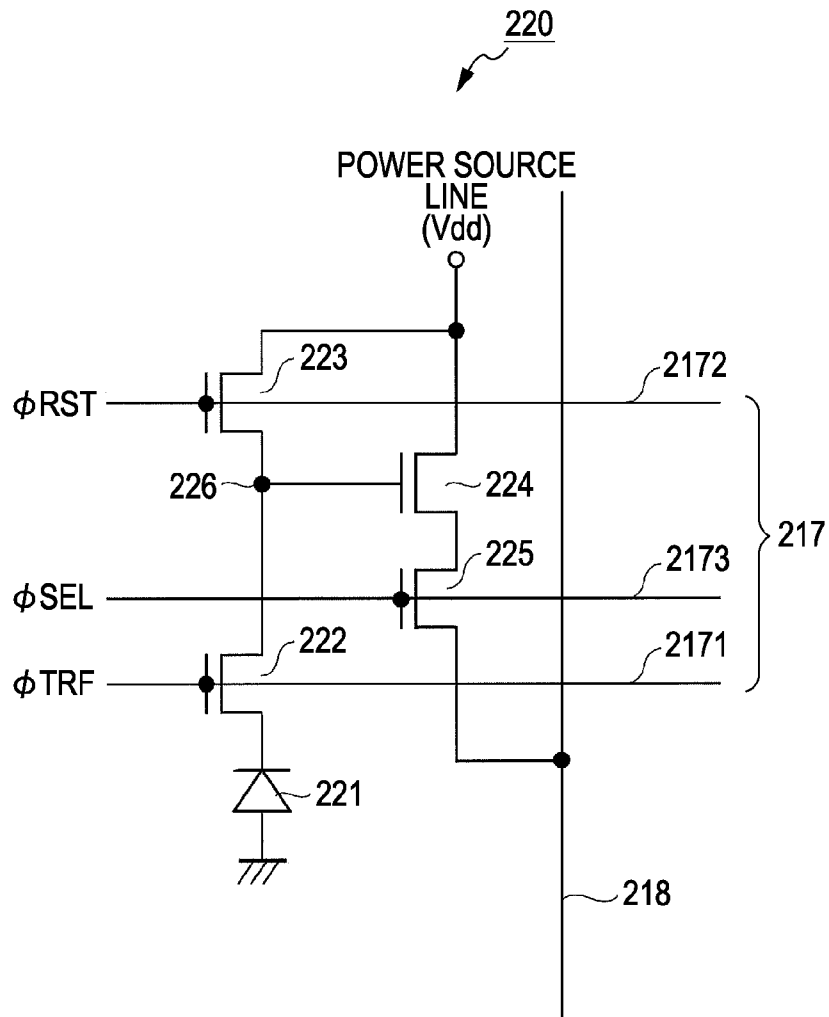 220
POWER SOURCE
LINE
(Vdd)
223
2172
ϕRST
226
224
217
225
2173
ϕSEL
222
2171
ϕTRF
221
218